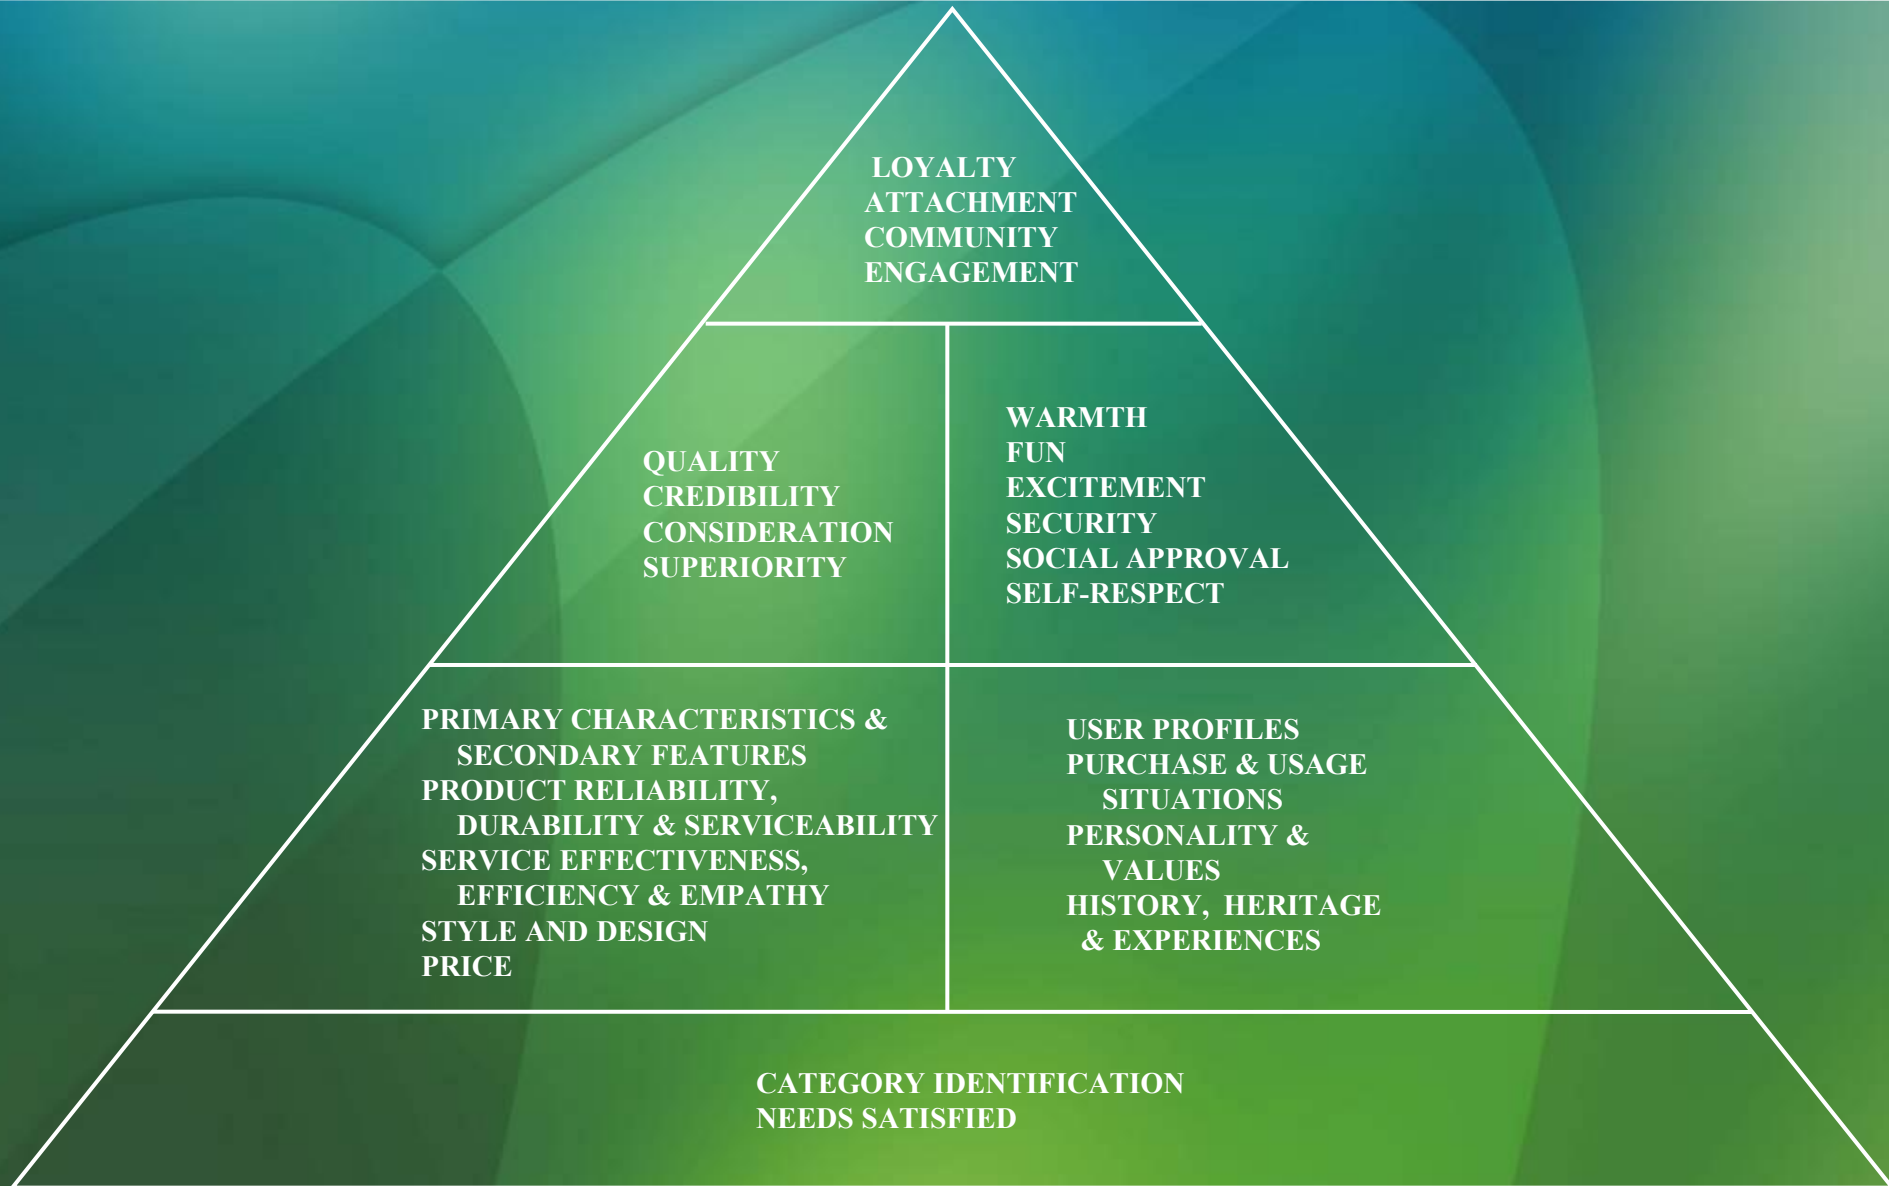 LOYALTY
ATTACHMENT
COMMUNITY
ENGAGEMENT
QUALITY
CREDIBILITY
CONSIDERATION
SUPERIORITY
WARMTH
FUN
EXCITEMENT
SECURITY
SOCIAL APPROVAL
SELF-RESPECT
PRIMARY CHARACTERISTICS &
SECONDARY FEATURES
PRODUCT RELIABILITY,
DURABILITY & SERVICEABILITY
SERVICE EFFECTIVENESS,
EFFICIENCY & EMPATHY
STYLE AND DESIGN
PRICE
USER PROFILES
PURCHASE & USAGE
SITUATIONS
PERSONALITY &
VALUES
HISTORY, HERITAGE
& EXPERIENCES
CATEGORY IDENTIFICATION
NEEDS SATISFIED